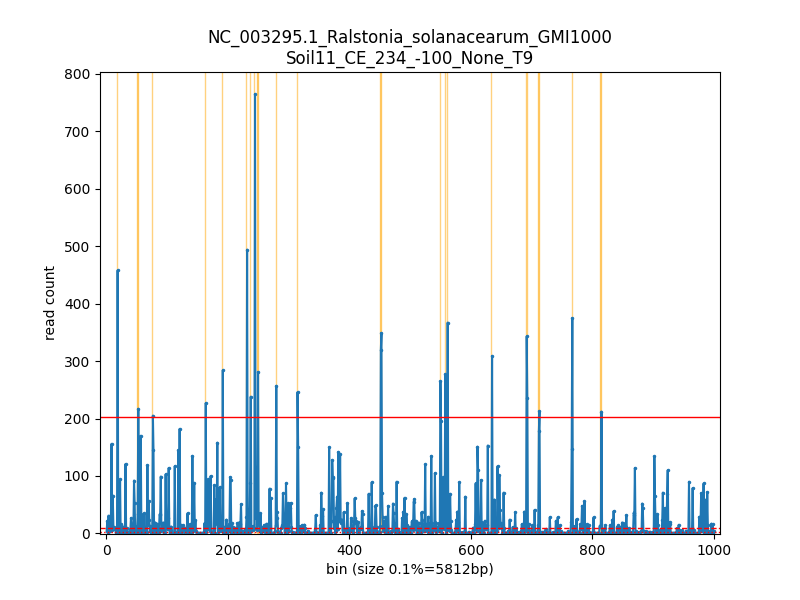 NC_003295.1_Ralstonia_solanacearum_GMI1000
Soil11_CE_234_-100_None_T9
800
700
600
500
400
300
200
100
0
read count
0 200 400 600 800 1000
bin (size 0.1%=5812bp)